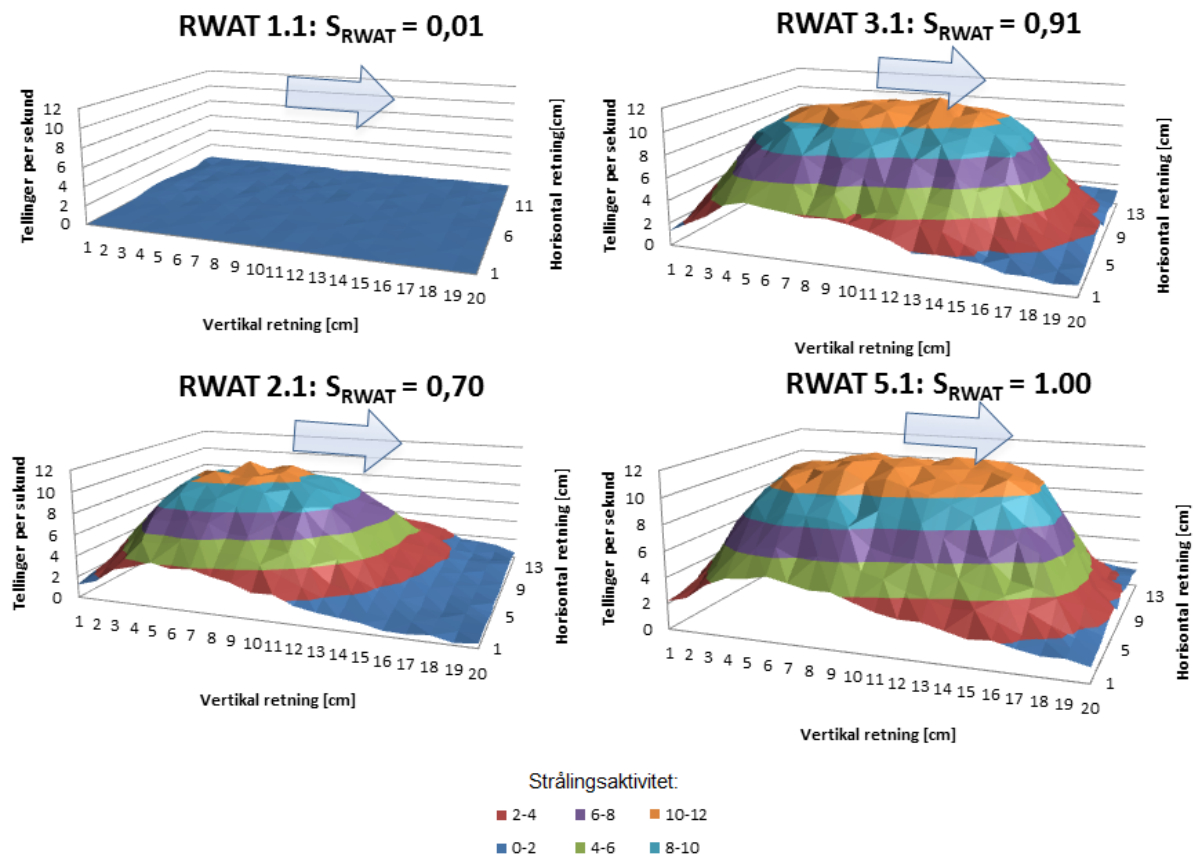 RWAT 1.1: SRWAT = 0,01
12
10
8
6
4
2
0
Tellinger per sekund
1 2 3 4 5 6 7 8 9 10 11 12 13 14 15 16 17 18 19 20
Vertikal retning [cm]
11
6
1
Horisontal retning[cm]
RWAT 3.1: SRWAT = 0,91
12
10
8
6
4
2
0
Tellinger per sekund
1 2 3 4 5 6 7 8 9 10 11 12 13 14 15 16 17 18 19 20
Vertikal retning [cm]
13
9
5
1
Horisontal retning [cm]
RWAT 2.1: SRWAT = 0,70
12
10
8
6
4
2
0
Tellinger per sukund
1 2 3 4 5 6 7 8 9 10 11 12 13 14 15 16 17 18 19 20
Vertikal retning [cm]
13
9
5
1
Horisontal retning [cm]
RWAT 5.1: SRWAT = 1.00
12
10
8
6
4
2
0
Tellinger per sekund
1 2 3 4 5 6 7 8 9 10 11 12 13 14 15 16 17 18 19 20
Vertikal retning [cm]
13
9
5
1
Horisontal retning [cm]
Strålingsaktivitet:
2-4 6-8 10-12
0-2 4-6 8-10